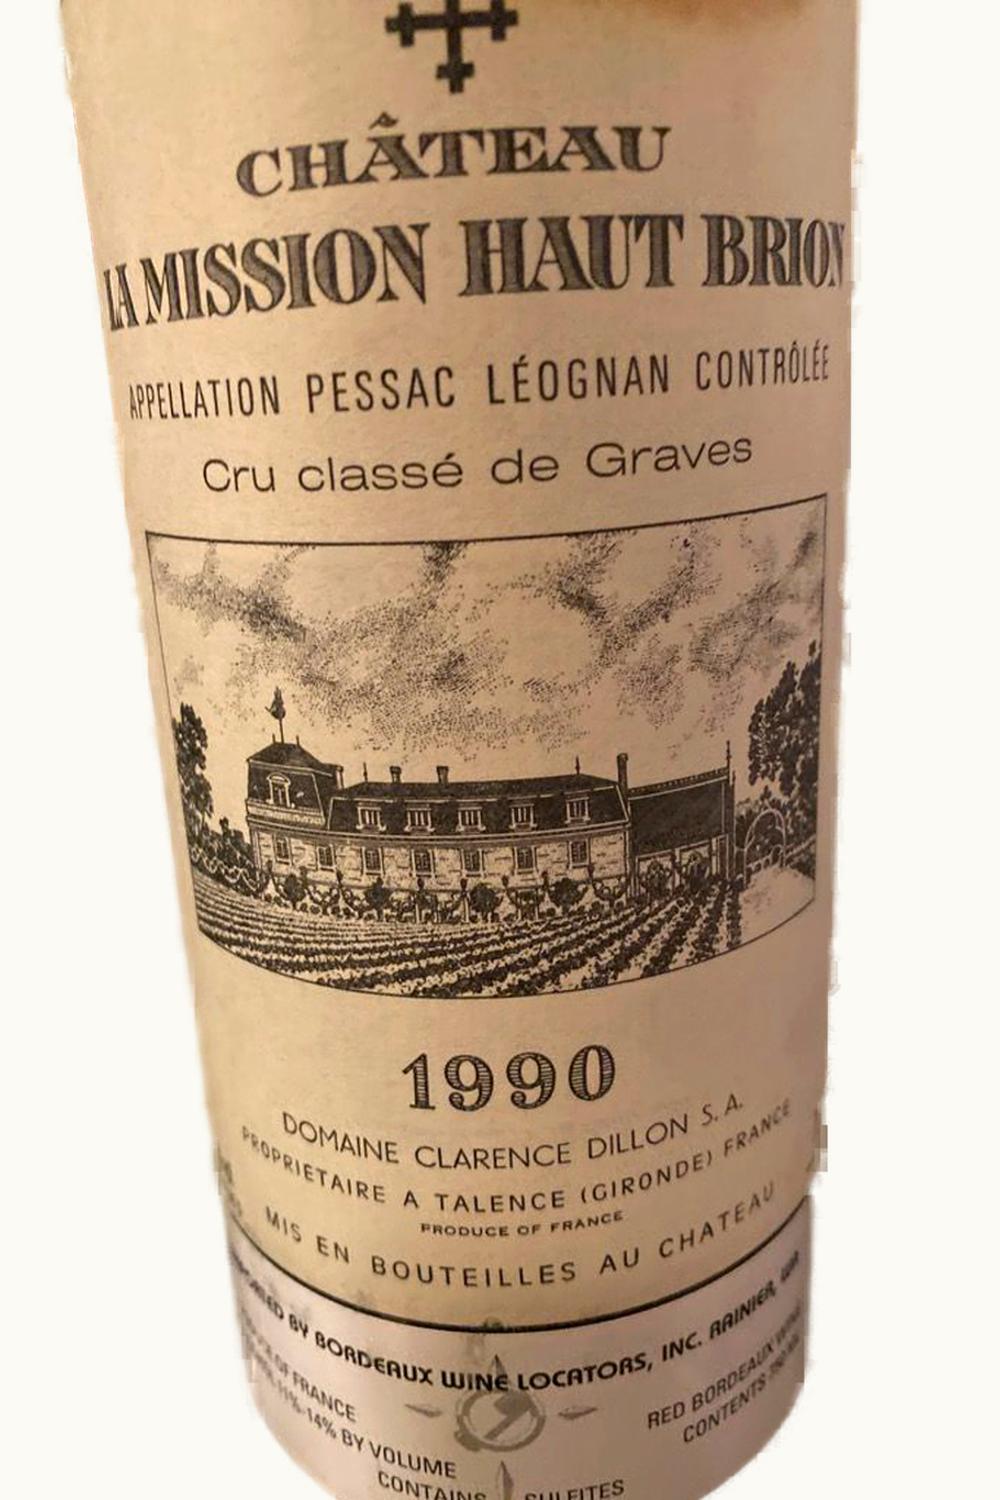 CHÂTEAU
LA MISSION HAUT BRION
APPELLATION PESSAC LÉOGNAN CONTRÔLÉE
Cru classé de Graves
1990
DOMAINE CLARENCE DILLON S. A.
PROPRIETAIRE A TALENCE (GIRONDE) FRANCE
PRODUCE OF FRANCE
MIS EN BOUTEILLES AU CHATEAU
BY BORDEAUX WINE LOCATORS, INC. RAINIER, WA
OF FRANCE
RED BORDEAUX WINE
11%-14% BY VOLUME
CONTENTS
CONTAINS SULFITES